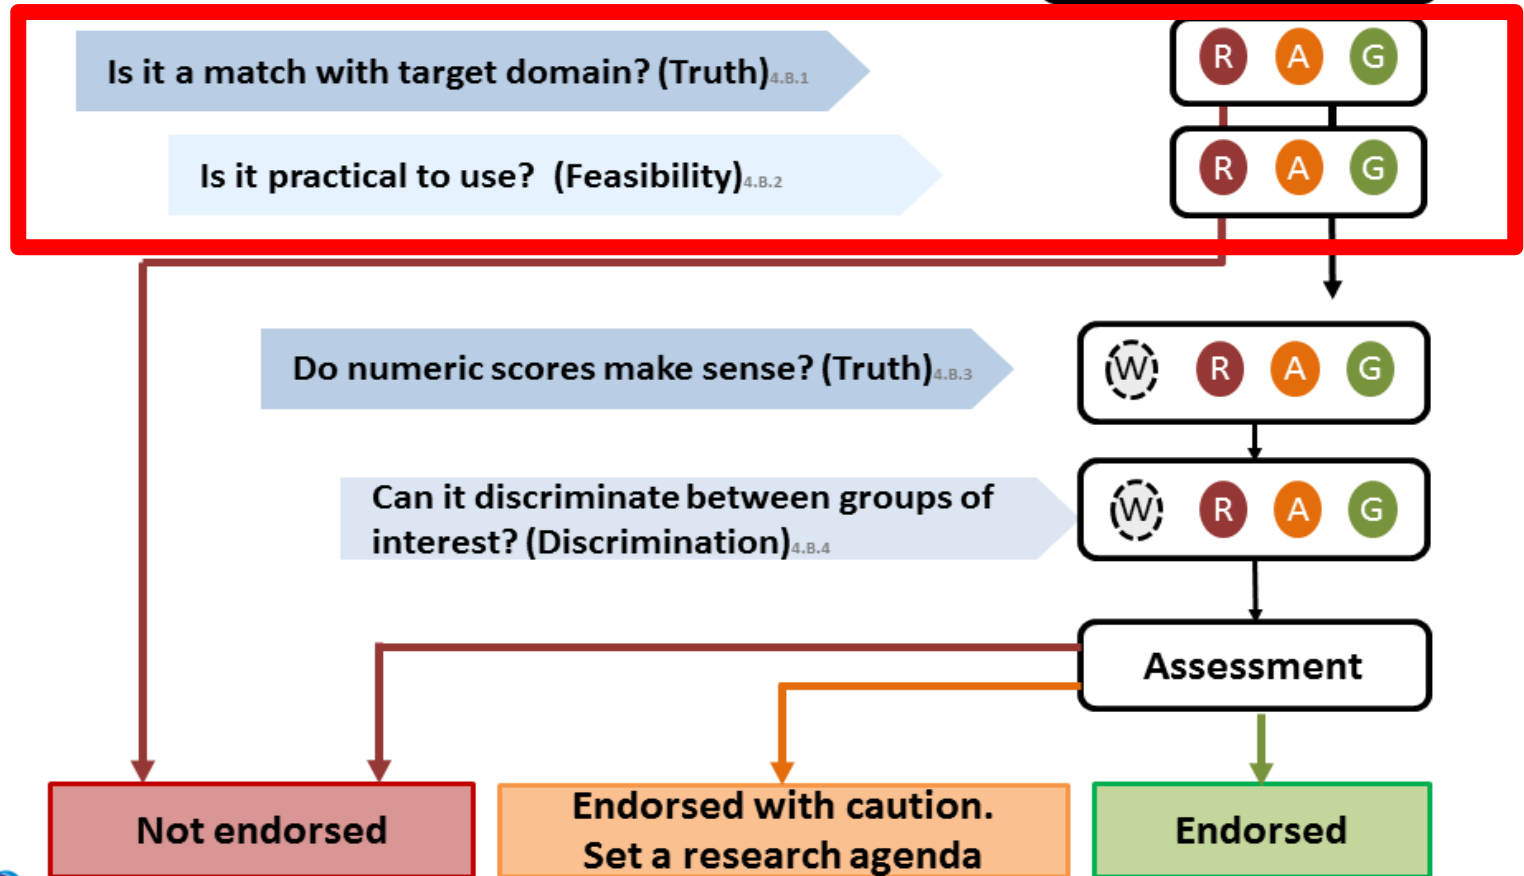 Is it a match with target domain? (Truth)4.B.1
R A G
Is it practical to use? (Feasibility)4.B.2
R A G
Do numeric scores make sense? (Truth)4.B.3
W R A G
Can it discriminate between groups of
interest? (Discrimination)4.B.4
W R A G
Assessment
Not endorsed
Endorsed with caution.
Set a research agenda
Endorsed